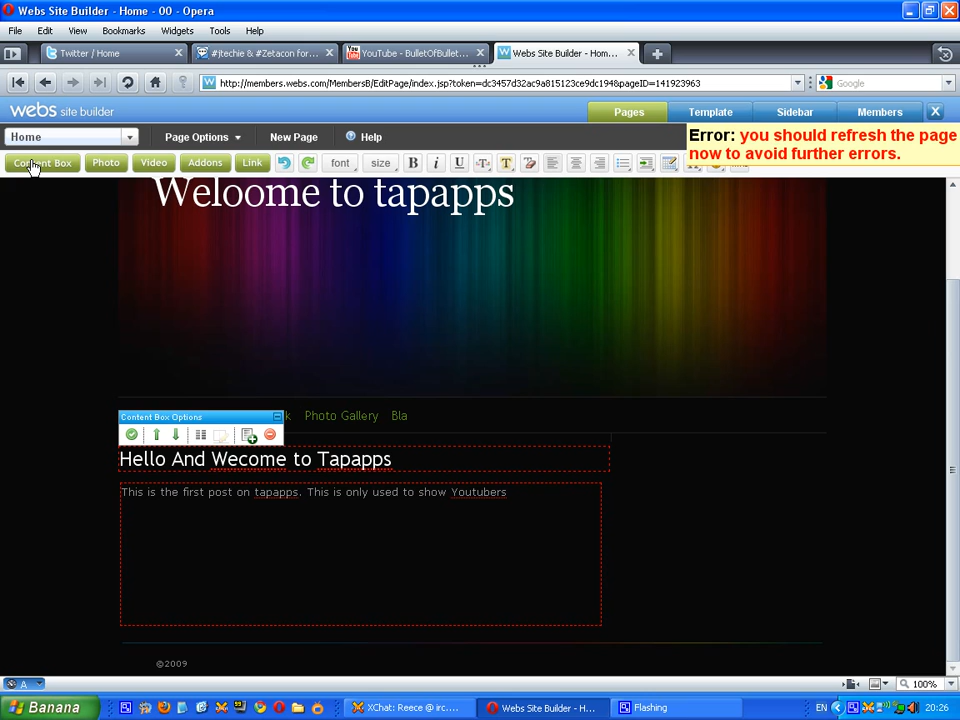 Webs Site Builder - Home - 00 - Opera
File Edit View Bookmarks Widgets Tools Help
Twitter / Home
#itechie & #Zetacon for...
YouTube - BulletOfBullet...
Webs Site Builder - Hom...
http://members.webs.com/MembersB/EditPage/index.jsp?token=dc3457d32ac9a815123ce9dc194&pageID=141923963
Google
webs site builder
Pages Template Sidebar Members X
Home Page Options New Page Help
Error: you should refresh the page
now to avoid further errors.
Content Box Photo Video Addons Link font size B i U T T
Weloome to tapapps
k Photo Gallery Bla
Content Box Options
Hello And Wecome to Tapapps
This is the first post on tapapps. This is only used to show Youtubers
©2009
A
100%
Banana
XChat: Reece @ irc....
Webs Site Builder - H...
Flashing
EN
20:26